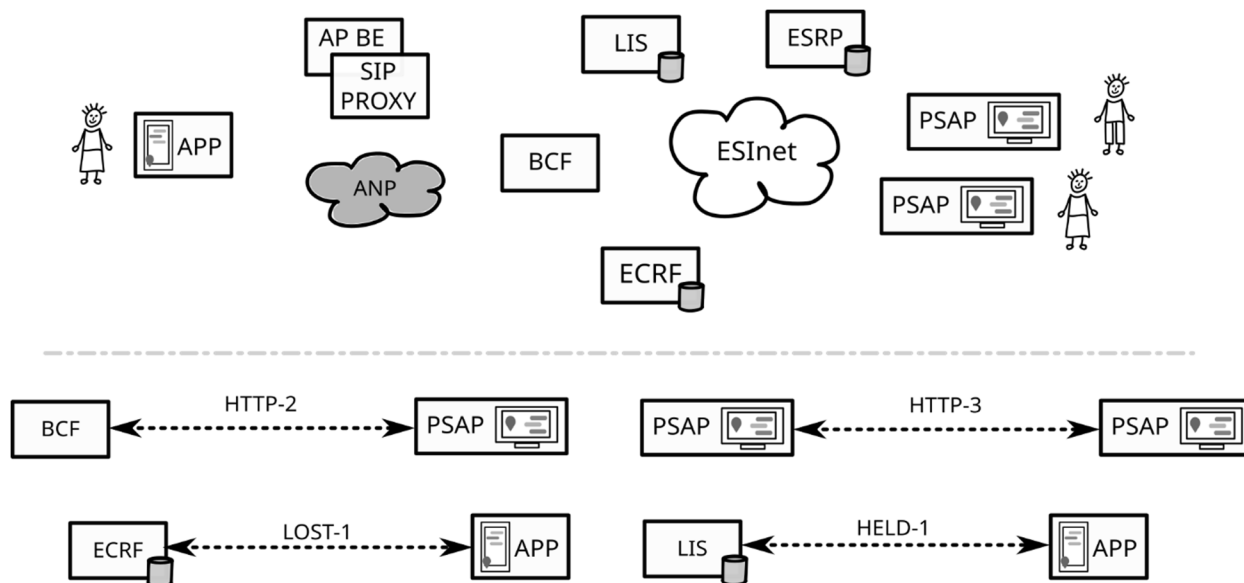 AP BE
SIP
PROXY
LIS
ESRP
APP
ANP
BCF
ESInet
PSAP
PSAP
ECRF
BCF
HTTP-2
PSAP
PSAP
HTTP-3
PSAP
ECRF
LOST-1
APP
LIS
HELD-1
APP